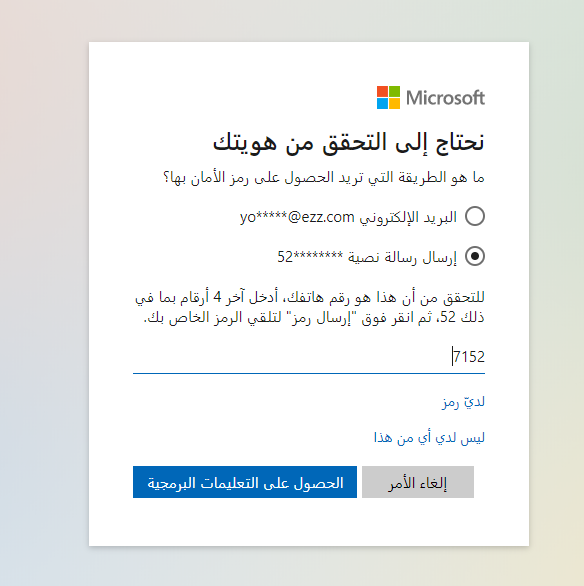 Microsoft
نحتاج إلى التحقق من هويتك
ما هو الطريقة التي تريد الحصول على رمز الأمان بها؟
البريد الإلكتروني yo*****@ezz.com
إرسال رسالة نصية ********52
للتحقق من أن هذا هو رقم هاتفك، أدخل آخر 4 أرقام بما في
ذلك 52، ثم انقر فوق "إرسال رمز" لتلقي الرمز الخاص بك.
7152
لديّ رمز
ليس لدي أي من هذا
إلغاء الأمر
الحصول على التعليمات البرمجية